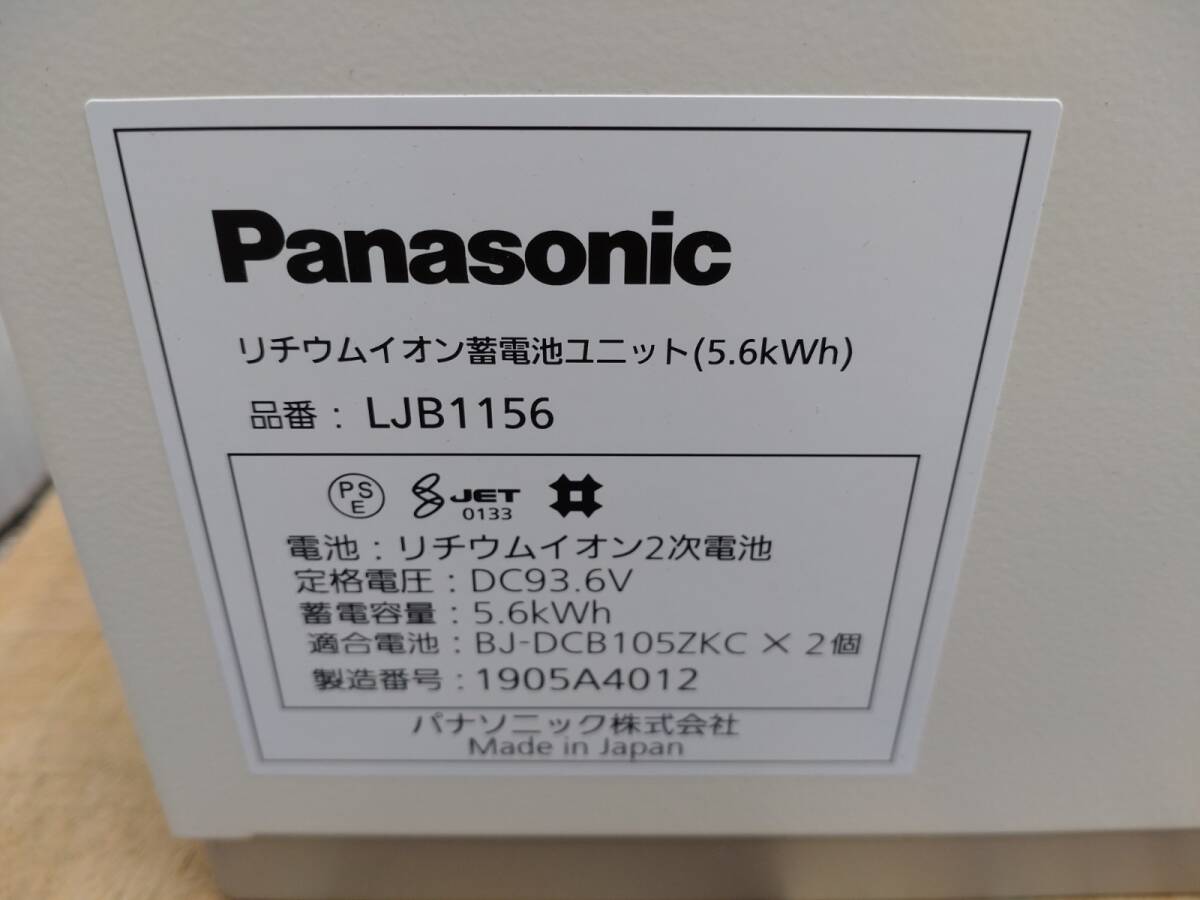 Panasonic
リチウムイオン蓄電池ユニット(5.6kWh)
品番： LJB1156
PS
E
JET
0133
電池：リチウムイオン2次電池
定格電圧：DC93.6V
蓄電容量：5.6kWh
適合電池：BJ-DCB105ZKC × 2個
製造番号：1905A4012
パナソニック株式会社
Made in Japan